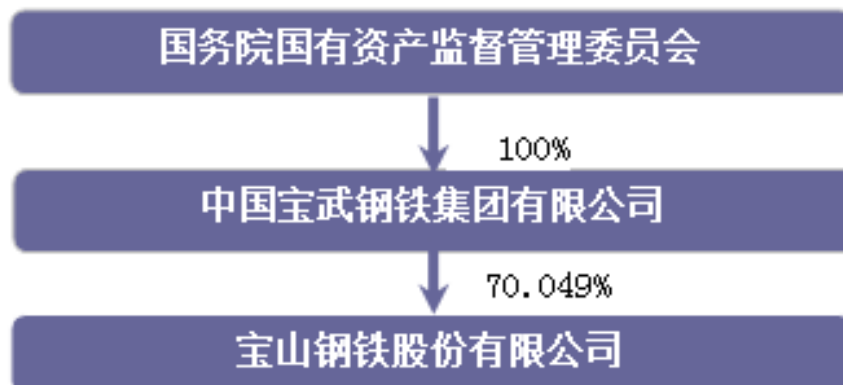 国务院国有资产监督管理委员会
100%
中国宝武钢铁集团有限公司
70.049%
宝山钢铁股份有限公司